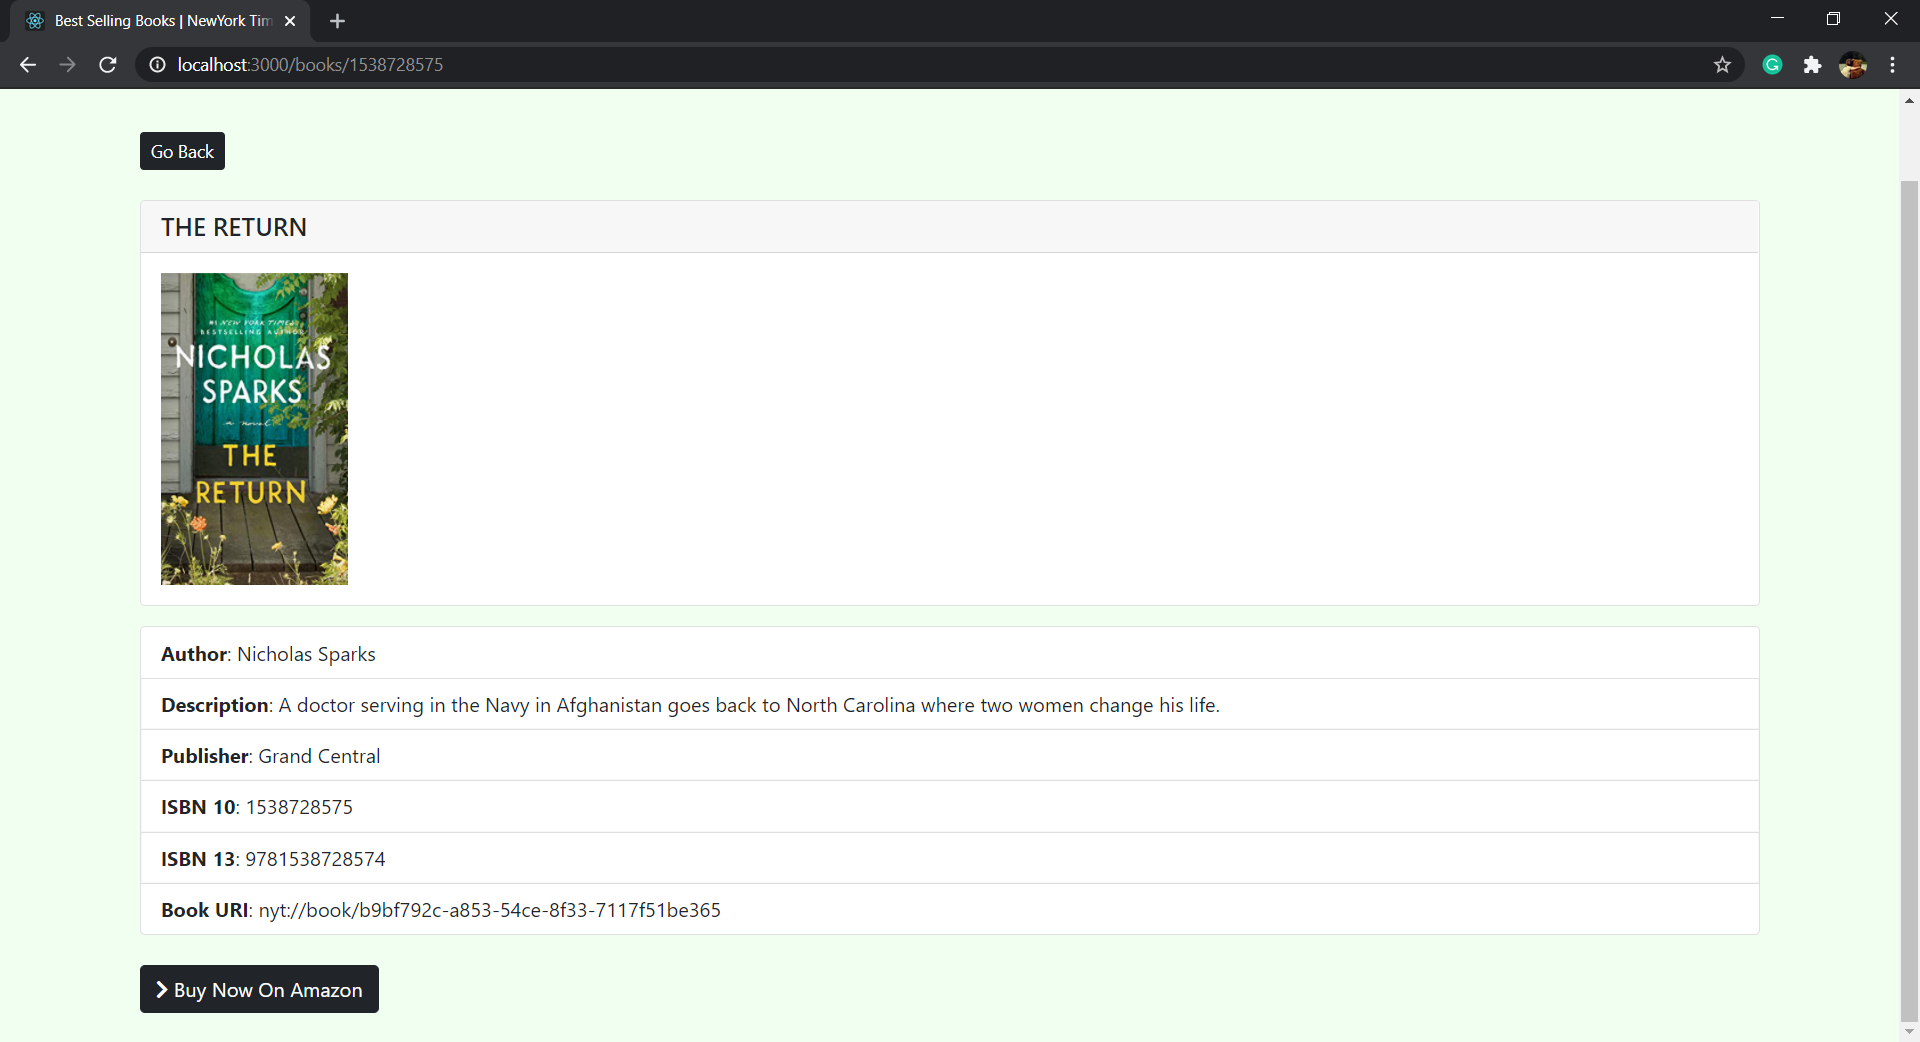 Best Selling Books | NewYork Tim
localhost:3000/books/1538728575
Go Back
THE RETURN
#1 NEW YORK TIMES
BESTSELLING AUTHOR
NICHOLAS
SPARKS
a novel
THE
RETURN
Author: Nicholas Sparks
Description: A doctor serving in the Navy in Afghanistan goes back to North Carolina where two women change his life.
Publisher: Grand Central
ISBN 10: 1538728575
ISBN 13: 9781538728574
Book URI: nyt://book/b9bf792c-a853-54ce-8f33-7117f51be365
Buy Now On Amazon